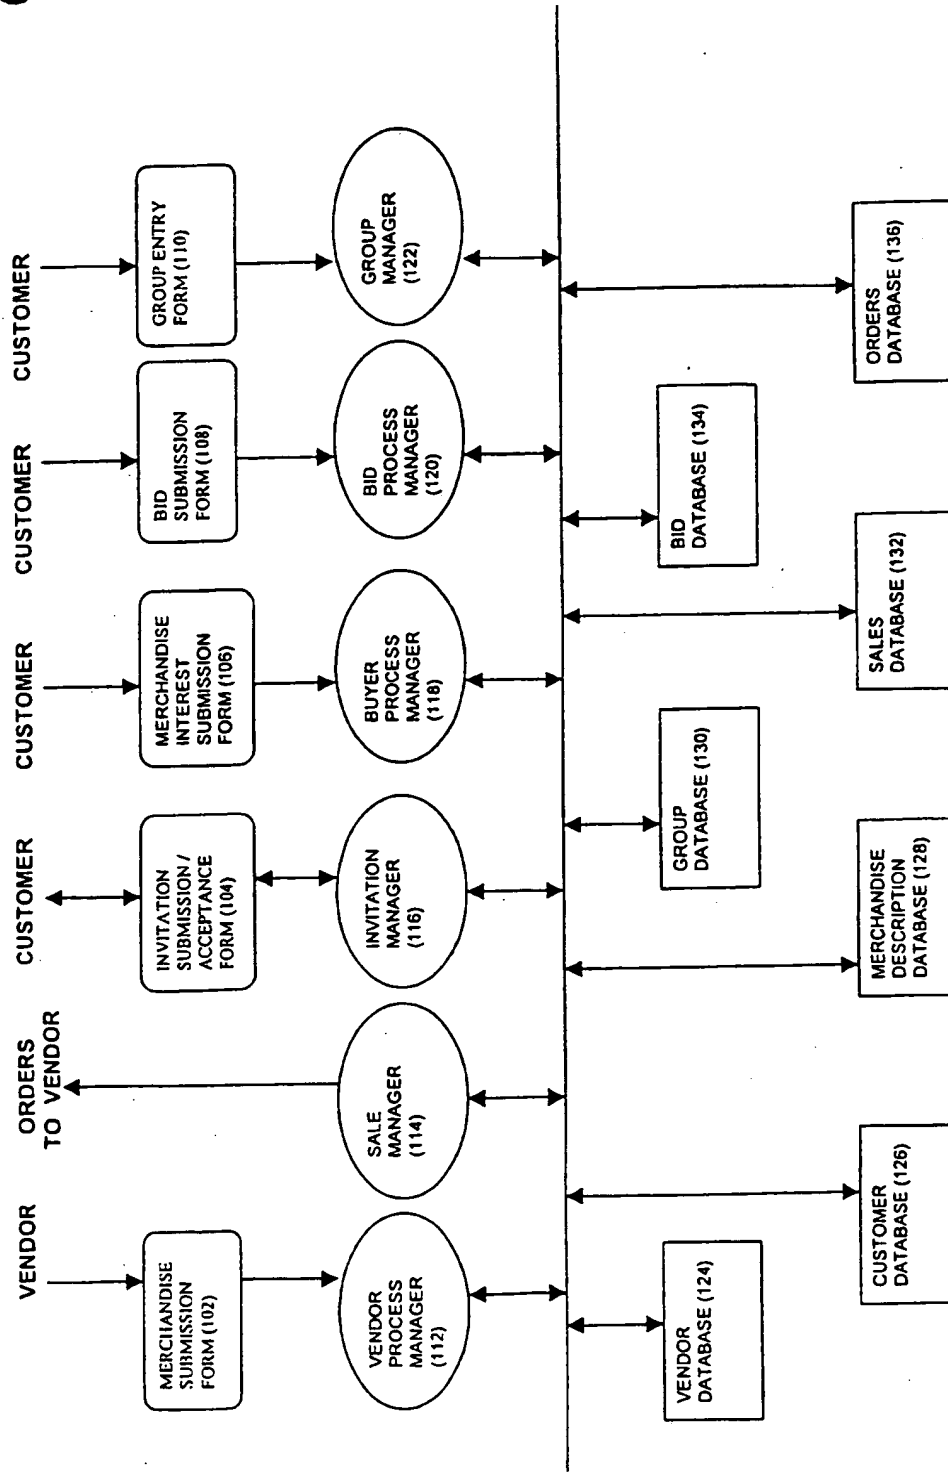 VENDOR
ORDERS
TO VENDOR
CUSTOMER
CUSTOMER
CUSTOMER
CUSTOMER
MERCHANDISE
SUBMISSION
FORM (102)
INVITATION
SUBMISSION /
ACCEPTANCE
FORM (104)
MERCHANDISE
INTEREST
SUBMISSION
FORM (106)
BID
SUBMISSION
FORM (108)
GROUP ENTRY
FORM (110)
VENDOR
PROCESS
MANAGER
(112)
SALE
MANAGER
(114)
INVITATION
MANAGER
(116)
BUYER
PROCESS
MANAGER
(118)
BID
PROCESS
MANAGER
(120)
GROUP
MANAGER
(122)
VENDOR
DATABASE (124)
GROUP
DATABASE (130)
BID
DATABASE (134)
CUSTOMER
DATABASE (126)
MERCHANDISE
DESCRIPTION
DATABASE (128)
SALES
DATABASE (132)
ORDERS
DATABASE (136)